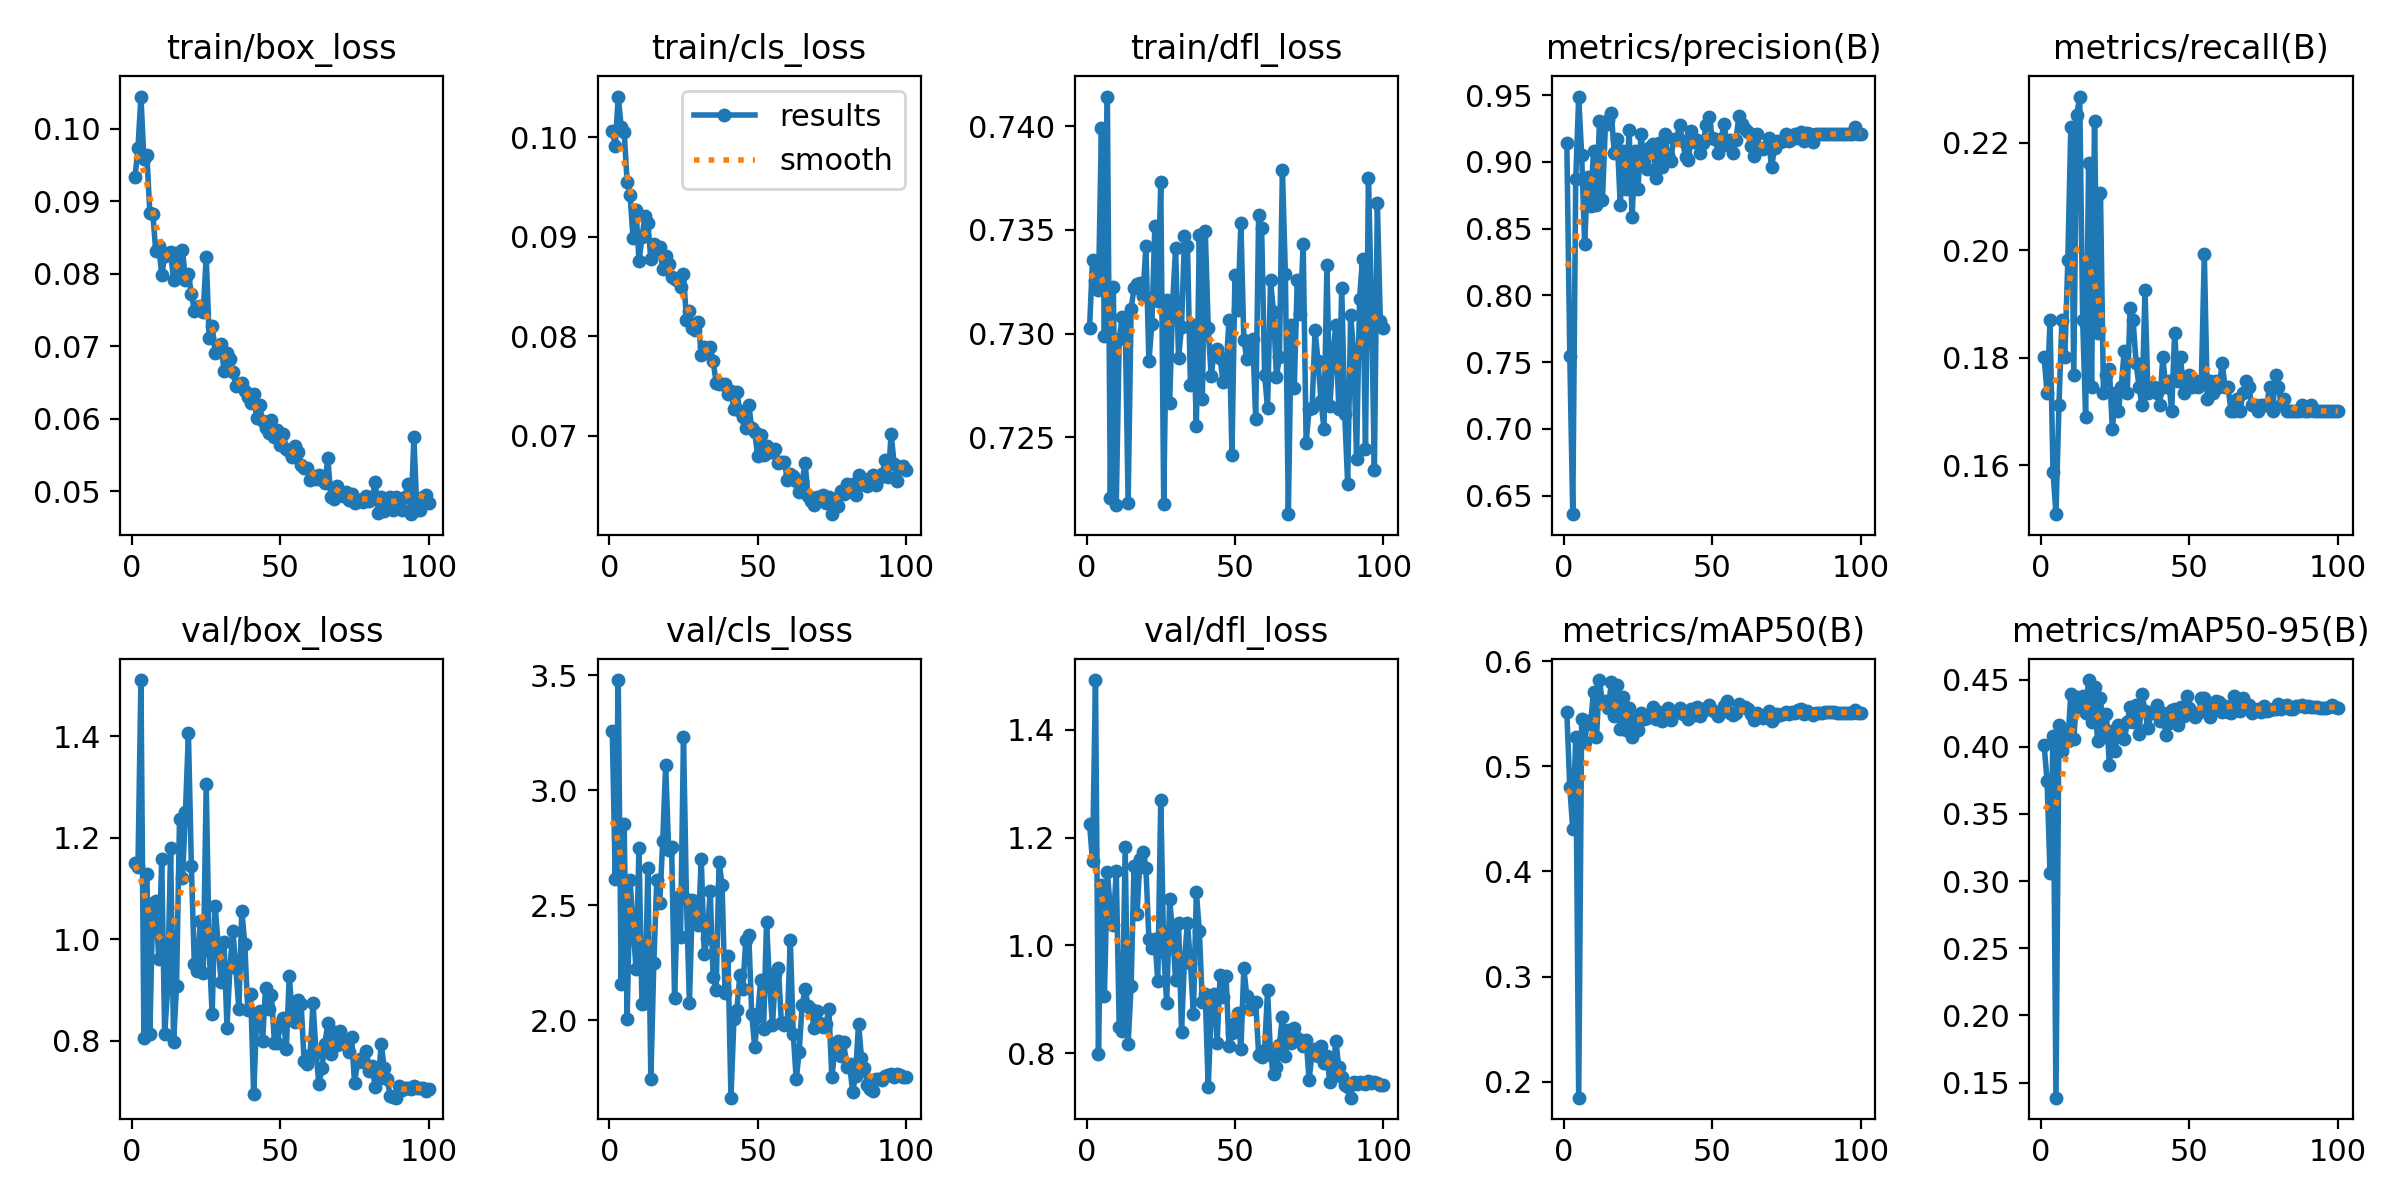 train/box_loss
0.10
0.09
0.08
0.07
0.06
0.05
0 50 100
train/cls_loss
results
smooth
0.10
0.09
0.08
0.07
0 50 100
train/dfl_loss
0.740
0.735
0.730
0.725
0 50 100
metrics/precision(B)
0.95
0.90
0.85
0.80
0.75
0.70
0.65
0 50 100
metrics/recall(B)
0.22
0.20
0.18
0.16
0 50 100
val/box_loss
1.4
1.2
1.0
0.8
0 50 100
val/cls_loss
3.5
3.0
2.5
2.0
0 50 100
val/dfl_loss
1.4
1.2
1.0
0.8
0 50 100
metrics/mAP50(B)
0.6
0.5
0.4
0.3
0.2
0 50 100
metrics/mAP50-95(B)
0.45
0.40
0.35
0.30
0.25
0.20
0.15
0 50 100